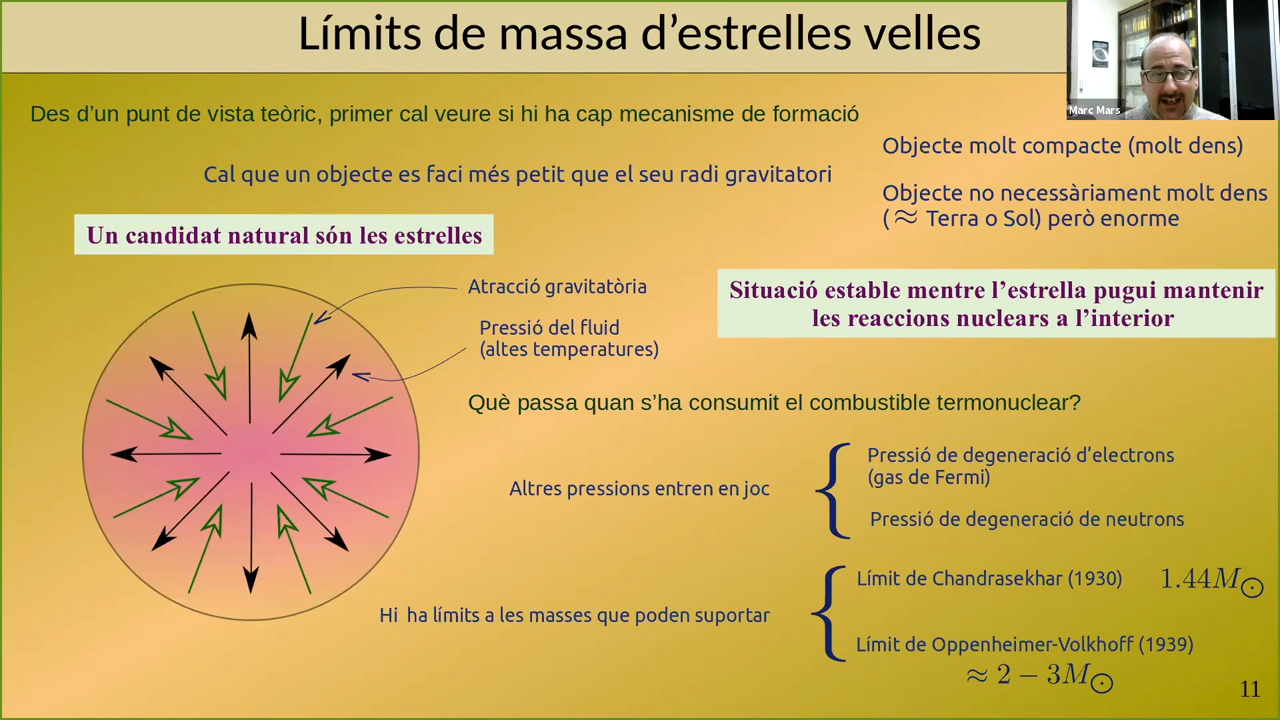 Límits de massa d’estrelles velles
Marc Mars
Des d’un punt de vista teòric, primer cal veure si hi ha cap mecanisme de formació
Cal que un objecte es faci més petit que el seu radi gravitatori
Objecte molt compacte (molt dens)
Objecte no necessàriament molt dens
(≈ Terra o Sol) però enorme
Un candidat natural són les estrelles
Atracció gravitatòria
Pressió del fluid
(altes temperatures)
Situació estable mentre l’estrella pugui mantenir
les reaccions nuclears a l’interior
Què passa quan s’ha consumit el combustible termonuclear?
Altres pressions entren en joc
Pressió de degeneració d’electrons
(gas de Fermi)
Pressió de degeneració de neutrons
Hi ha límits a les masses que poden suportar
Límit de Chandrasekhar (1930) 1.44M⊙
Límit de Oppenheimer-Volkhoff (1939)
≈ 2 − 3M⊙
11